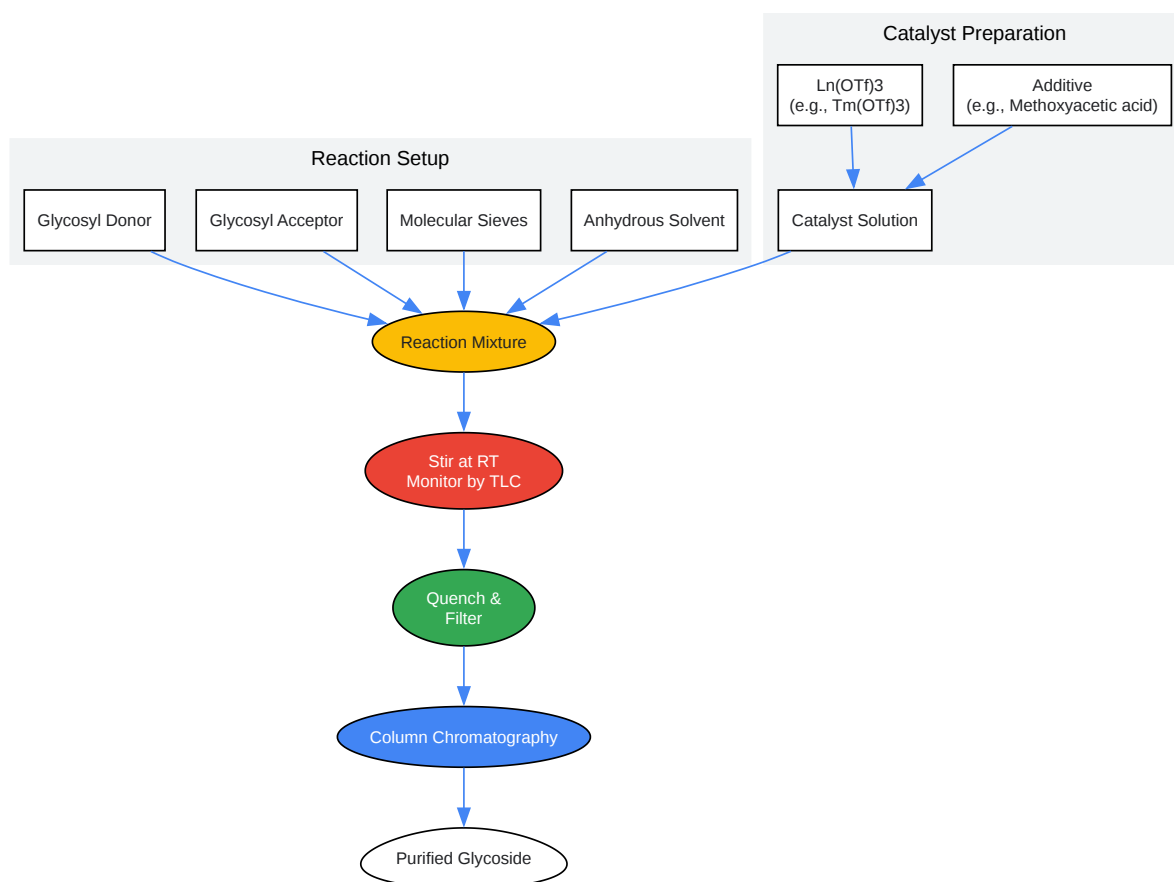 Catalyst Preparation
Ln(OTf)3
(e.g., Tm(OTf)3)
Additive
(e.g., Methoxyacetic acid)
Reaction Setup
Glycosyl Donor
Glycosyl Acceptor
Molecular Sieves
Anhydrous Solvent
Catalyst Solution
Reaction Mixture
Stir at RT
Monitor by TLC
Quench &
Filter
Column Chromatography
Purified Glycoside